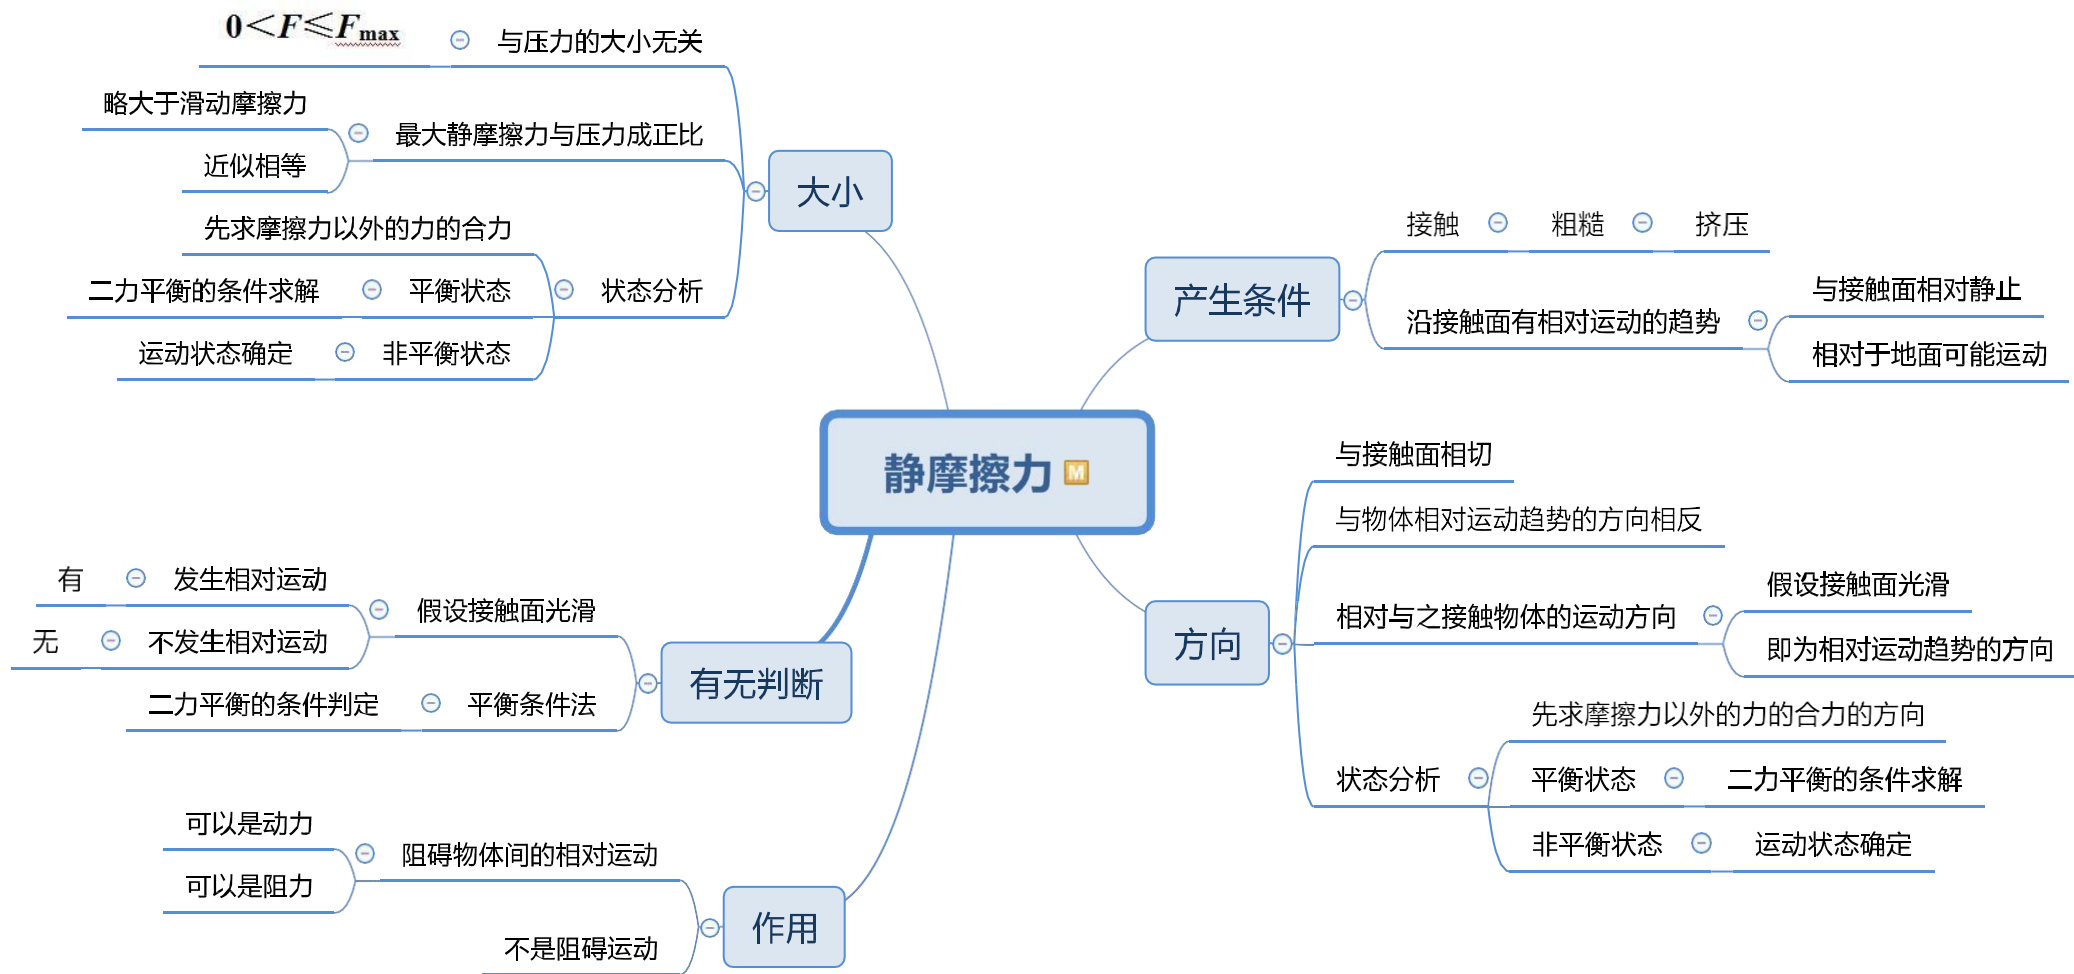 静摩擦力 M
产生条件
接触
粗糙
挤压
沿接触面有相对运动的趋势
与接触面相对静止
相对于地面可能运动
方向
与接触面相切
与物体相对运动趋势的方向相反
相对与之接触物体的运动方向
假设接触面光滑
即为相对运动趋势的方向
状态分析
先求摩擦力以外的力的合力的方向
平衡状态
二力平衡的条件求解
非平衡状态
运动状态确定
大小
与压力的大小无关
0＜F≤Fmax
最大静摩擦力与压力成正比
略大于滑动摩擦力
近似相等
状态分析
先求摩擦力以外的力的合力
平衡状态
二力平衡的条件求解
非平衡状态
运动状态确定
有无判断
假设接触面光滑
发生相对运动
有
不发生相对运动
无
平衡条件法
二力平衡的条件判定
作用
阻碍物体间的相对运动
可以是动力
可以是阻力
不是阻碍运动